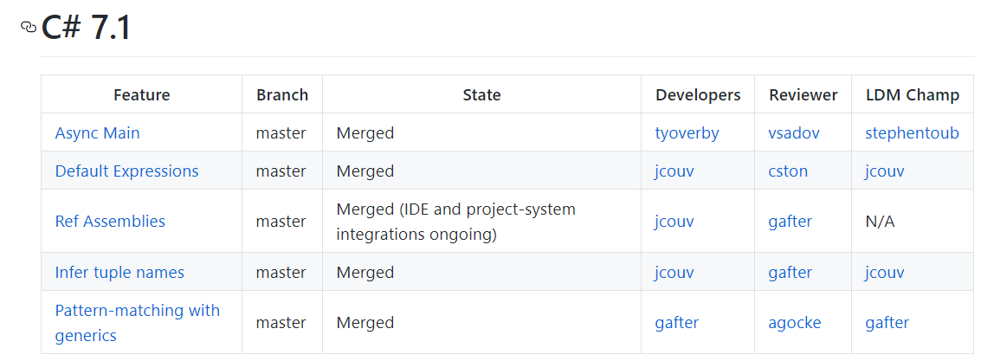 C# 7.1
Feature Branch State Developers Reviewer LDM Champ
Async Main master Merged tyoverby vsadov stephentoub
Default Expressions master Merged jcouv cston jcouv
Ref Assemblies master Merged (IDE and project-system integrations ongoing) jcouv gafter N/A
Infer tuple names master Merged jcouv gafter jcouv
Pattern-matching with generics master Merged gafter agocke gafter